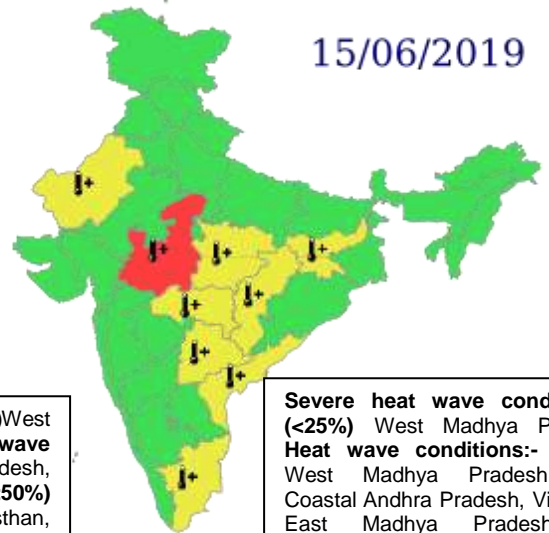 15/06/2019
West
wave
desh,
50%)
sthan,
Severe heat wave cond
(<25%) West Madhya P
Heat wave conditions:-
West Madhya Pradesh
Coastal Andhra Pradesh, Vi
East Madhya Pradesh